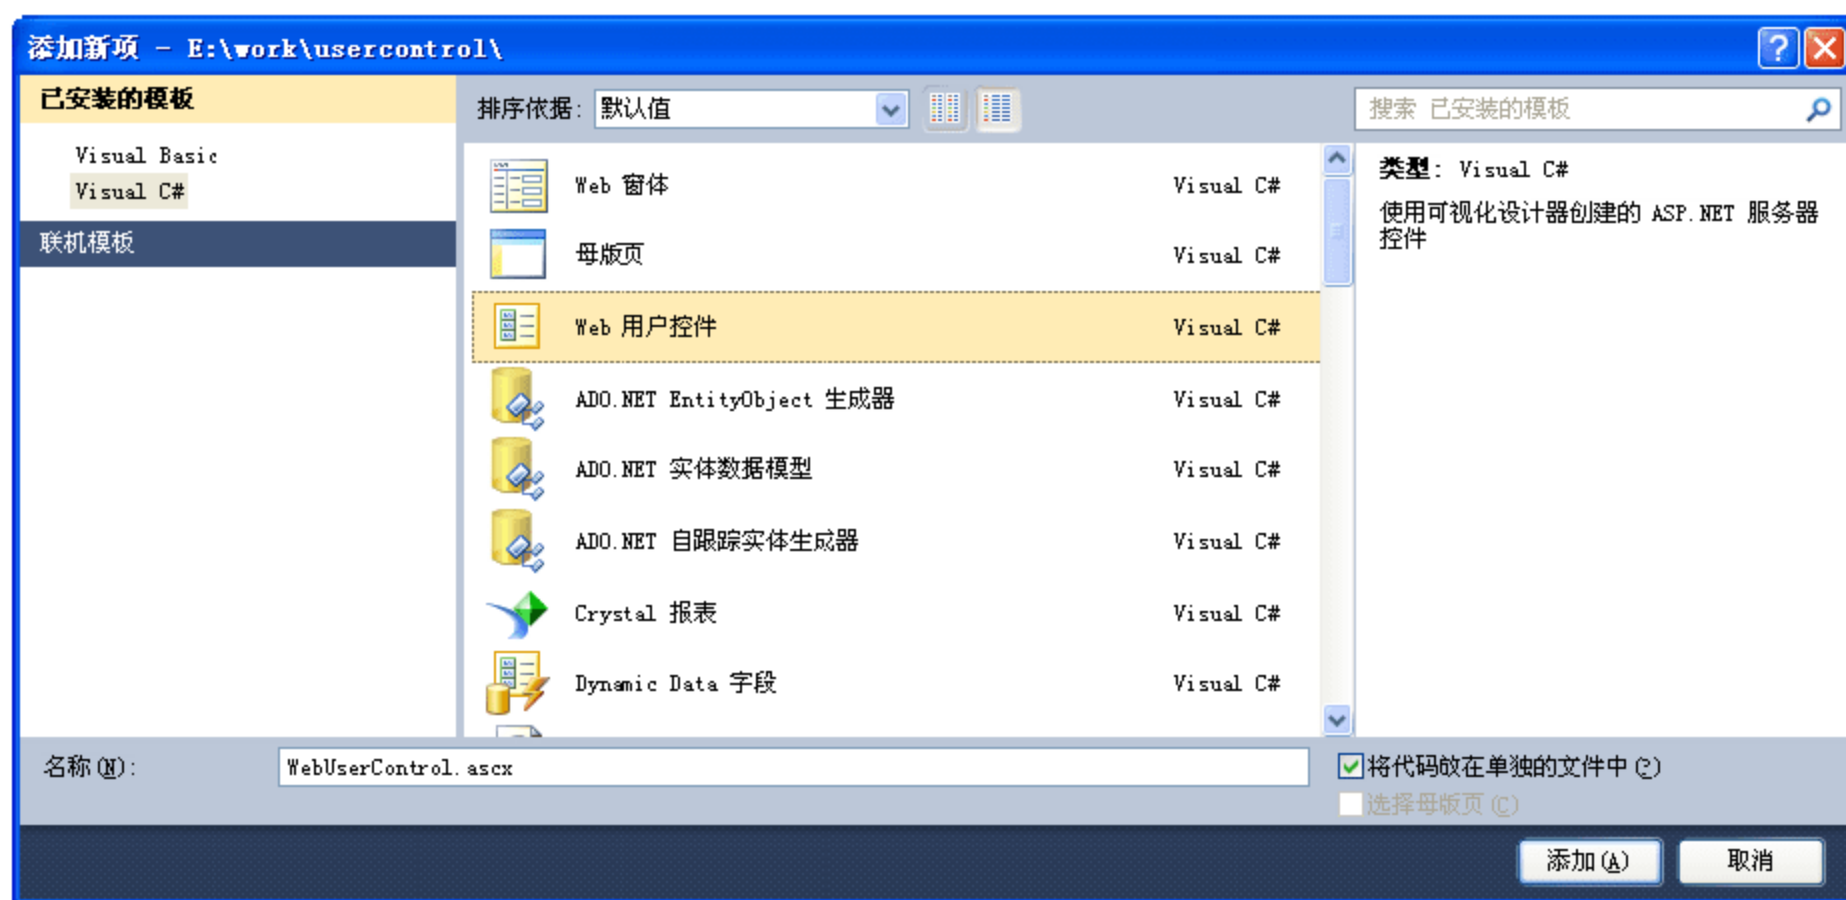 添加新项 - E:\work\usercontrol\
已安装的模板
Visual Basic
Visual C#
联机模板
排序依据: 默认值
搜索 已安装的模板
Web 窗体 Visual C#
母版页 Visual C#
Web 用户控件 Visual C#
ADO.NET EntityObject 生成器 Visual C#
ADO.NET 实体数据模型 Visual C#
ADO.NET 自跟踪实体生成器 Visual C#
Crystal 报表 Visual C#
Dynamic Data 字段 Visual C#
类型: Visual C#
使用可视化设计器创建的 ASP.NET 服务器
控件
名称(N): WebUserControl.ascx
将代码放在单独的文件中(P)
选择母版页(C)
添加(A) 取消